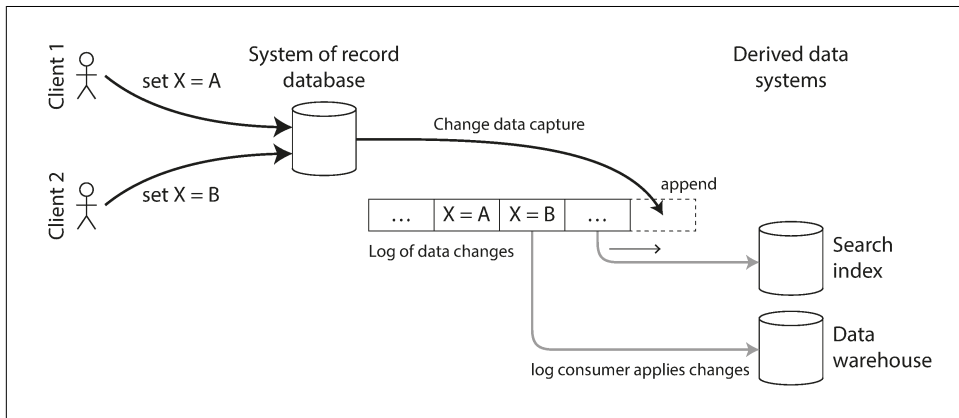 Client 1
set X = A
System of record
database
Derived data
systems
Change data capture
Client 2
set X = B
append
... X = A X = B ...
Log of data changes
Search
index
Data
warehouse
log consumer applies changes